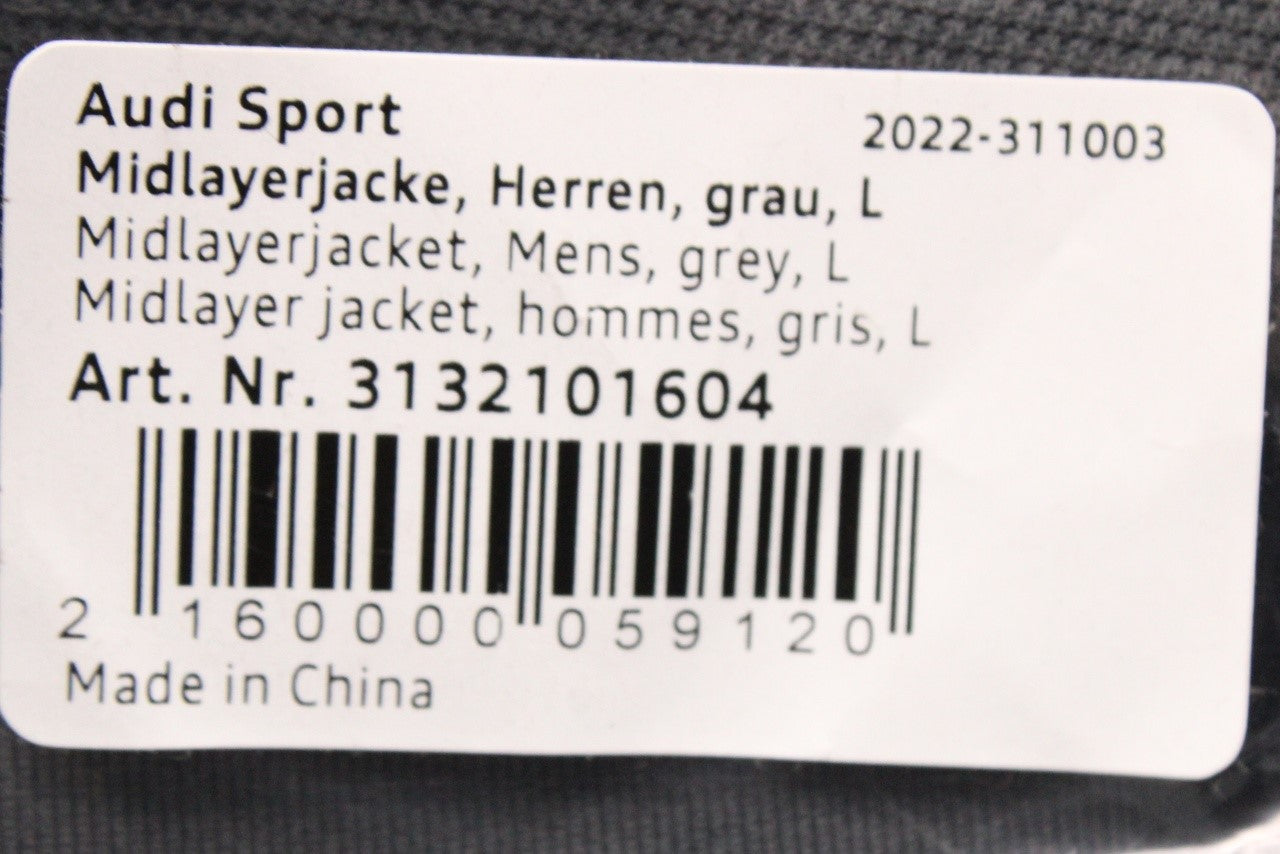 Audi Sport
2022-311003
Midlayerjacke, Herren, grau, L
Midlayerjacket, Mens, grey, L
Midlayer jacket, hommes, gris, L
Art. Nr. 3132101604
2 160000 059120
Made in China